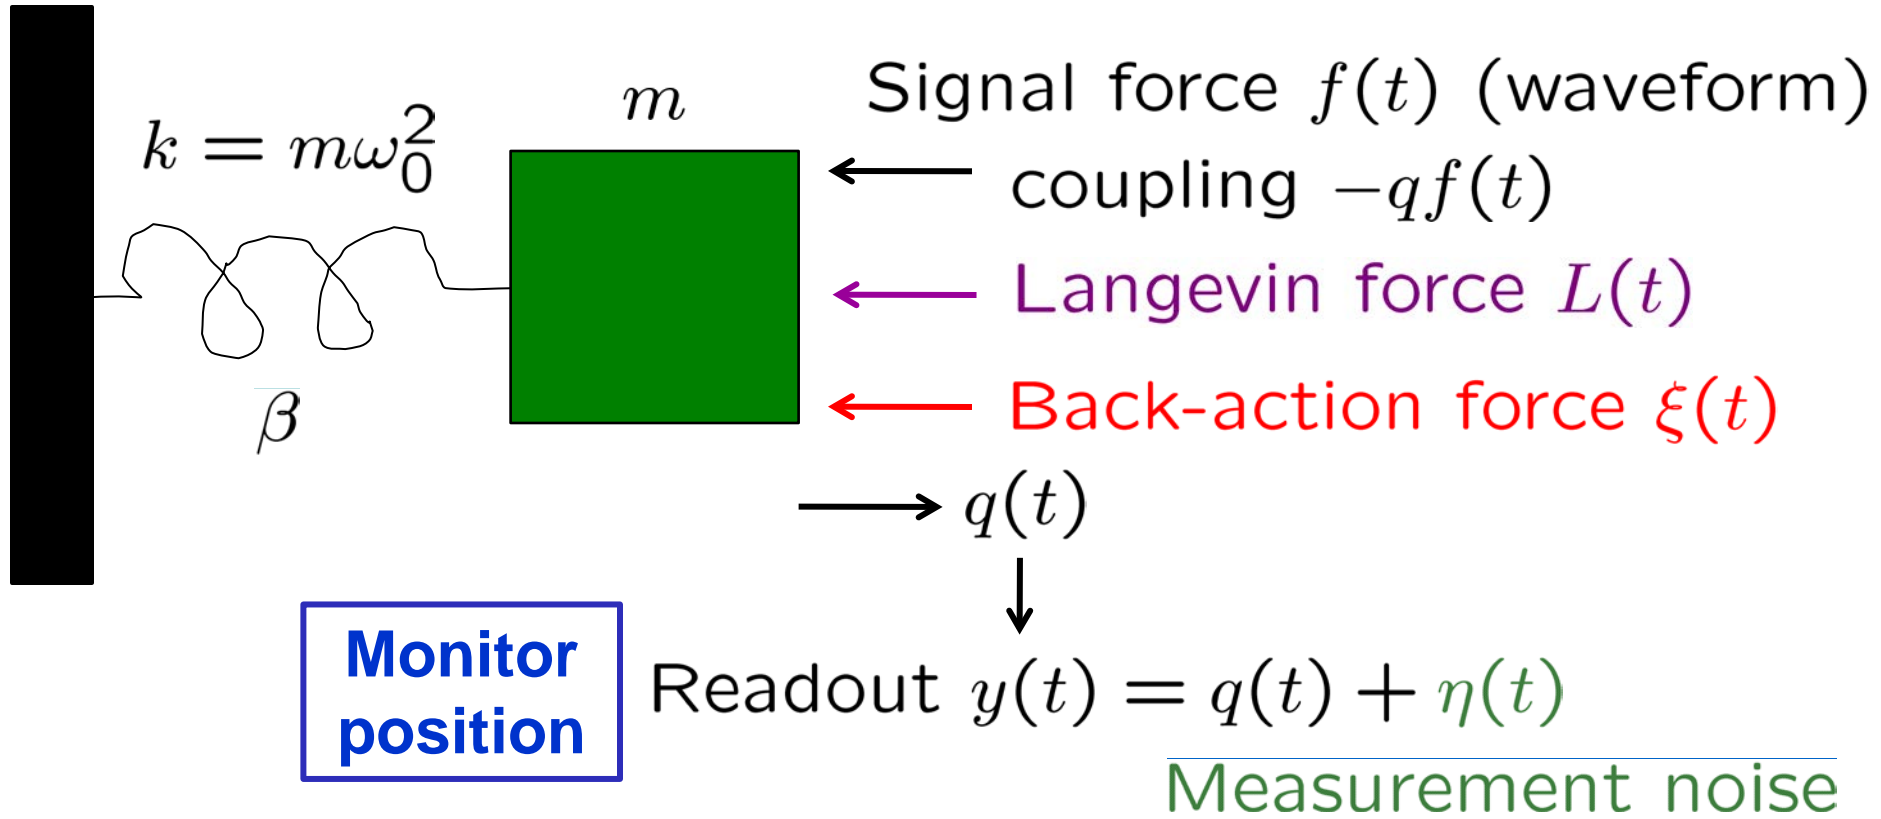 k = mω₀²
m
β
Signal force f(t) (waveform)
coupling −qf(t)
Langevin force L(t)
Back-action force ξ(t)
q(t)
Monitor
position
Readout y(t) = q(t) + η(t)
Measurement noise